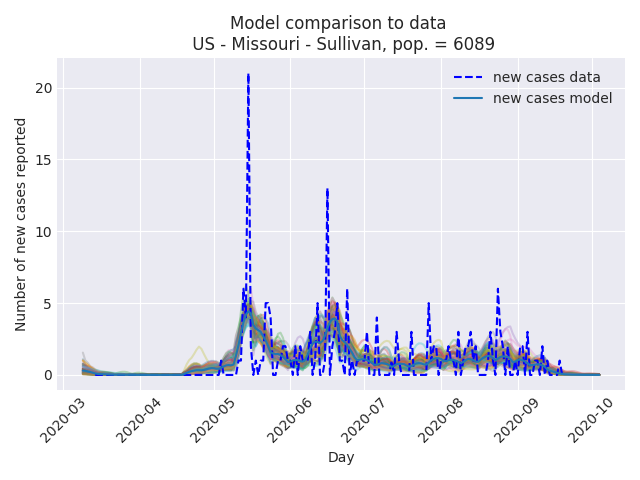 Model comparison to data
US - Missouri - Sullivan, pop. = 6089
new cases data
new cases model
Number of new cases reported
20
15
10
5
0
2020-03
2020-04
2020-05
2020-06
2020-07
2020-08
2020-09
2020-10
Day